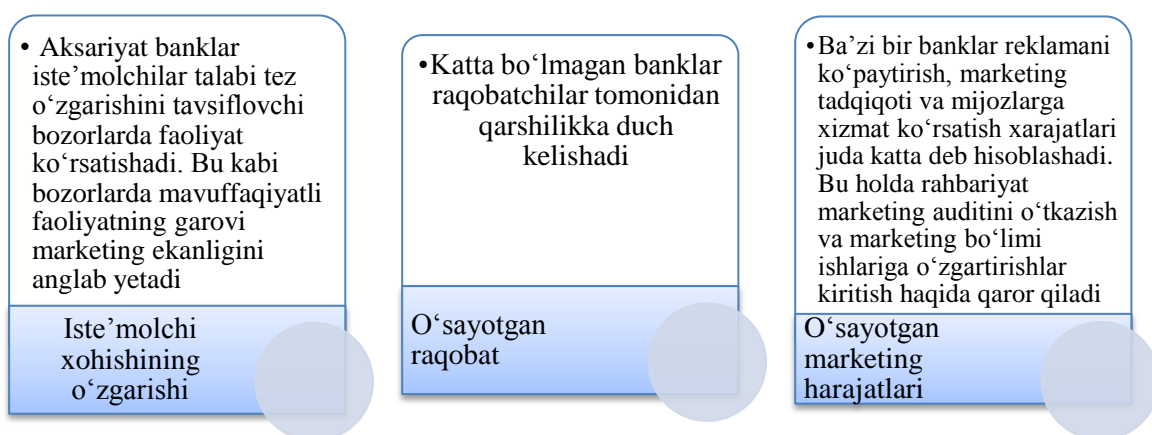 • Aksariyat banklar
iste’molchilar talabi tez
o‘zgarishini tavsiflovchi
bozorlarda faoliyat
ko‘rsatishadi. Bu kabi
bozorlarda mavuffaqiyatli
faoliyatning garovi
marketing ekanligini
anglab yetadi
Iste’molchi
xohishining
o‘zgarishi
•Katta bo‘lmagan banklar
raqobatchilar tomonidan
qarshilikka duch
kelishadi
O‘sayotgan
raqobat
•Ba’zi bir banklar reklamani
ko‘paytirish, marketing
tadqiqoti va mijozlarga
xizmat ko‘rsatish xarajatlari
juda katta deb hisoblashadi.
Bu holda rahbariyat
marketing auditini o‘tkazish
va marketing bo‘limi
ishlariga o‘zgartirishlar
kiritish haqida qaror qiladi
O‘sayotgan
marketing
harajatlari